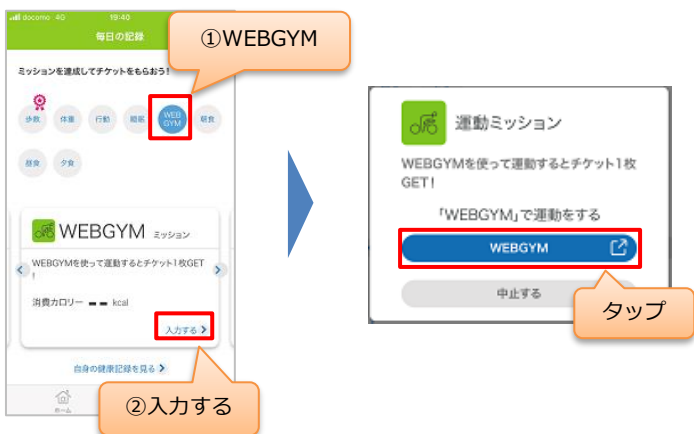 docomo 4G 19:40
毎日の記録
①WEBGYM
ミッションを達成してチケットをもらおう!
歩数
体重
行動
睡眠
WEB
GYM
朝食
昼食
夕食
WEBGYM ミッション
WEBGYMを使って運動するとチケット1枚GET
!
消費カロリー -- kcal
入力する
自身の健康記録を見る
ホーム
②入力する
運動ミッション
WEBGYMを使って運動するとチケット1枚
GET!
「WEBGYM」で運動をする
WEBGYM
中止する
タップ